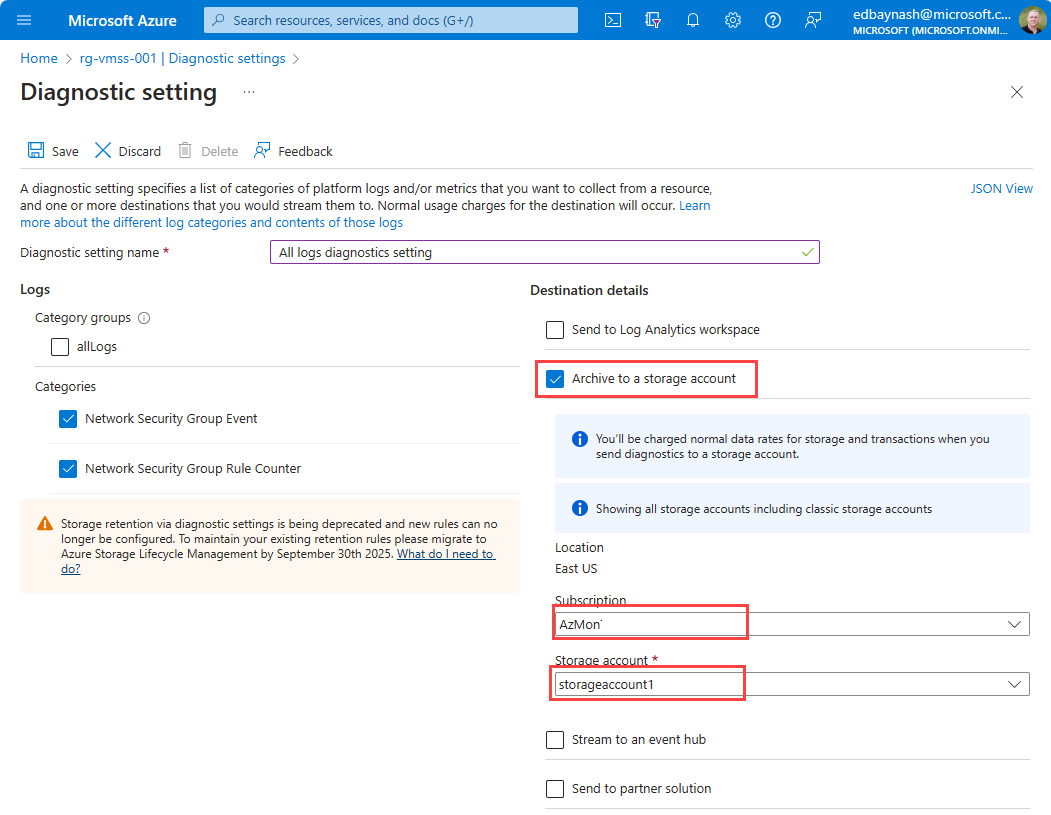 Microsoft Azure
Search resources, services, and docs (G+/)
edbaynash@microsoft.c...
MICROSOFT (MICROSOFT.ONMI...
Home > rg-vmss-001 | Diagnostic settings >
Diagnostic setting ...
Save
Discard
Delete
Feedback
A diagnostic setting specifies a list of categories of platform logs and/or metrics that you want to collect from a resource,
and one or more destinations that you would stream them to. Normal usage charges for the destination will occur. Learn
more about the different log categories and contents of those logs
JSON View
Diagnostic setting name *
All logs diagnostics setting
Logs
Category groups
allLogs
Categories
Network Security Group Event
Network Security Group Rule Counter
Storage retention via diagnostic settings is being deprecated and new rules can no
longer be configured. To maintain your existing retention rules please migrate to
Azure Storage Lifecycle Management by September 30th 2025. What do I need to
do?
Destination details
Send to Log Analytics workspace
Archive to a storage account
You'll be charged normal data rates for storage and transactions when you
send diagnostics to a storage account.
Showing all storage accounts including classic storage accounts
Location
East US
Subscription
AzMon
Storage account *
storageaccount1
Stream to an event hub
Send to partner solution